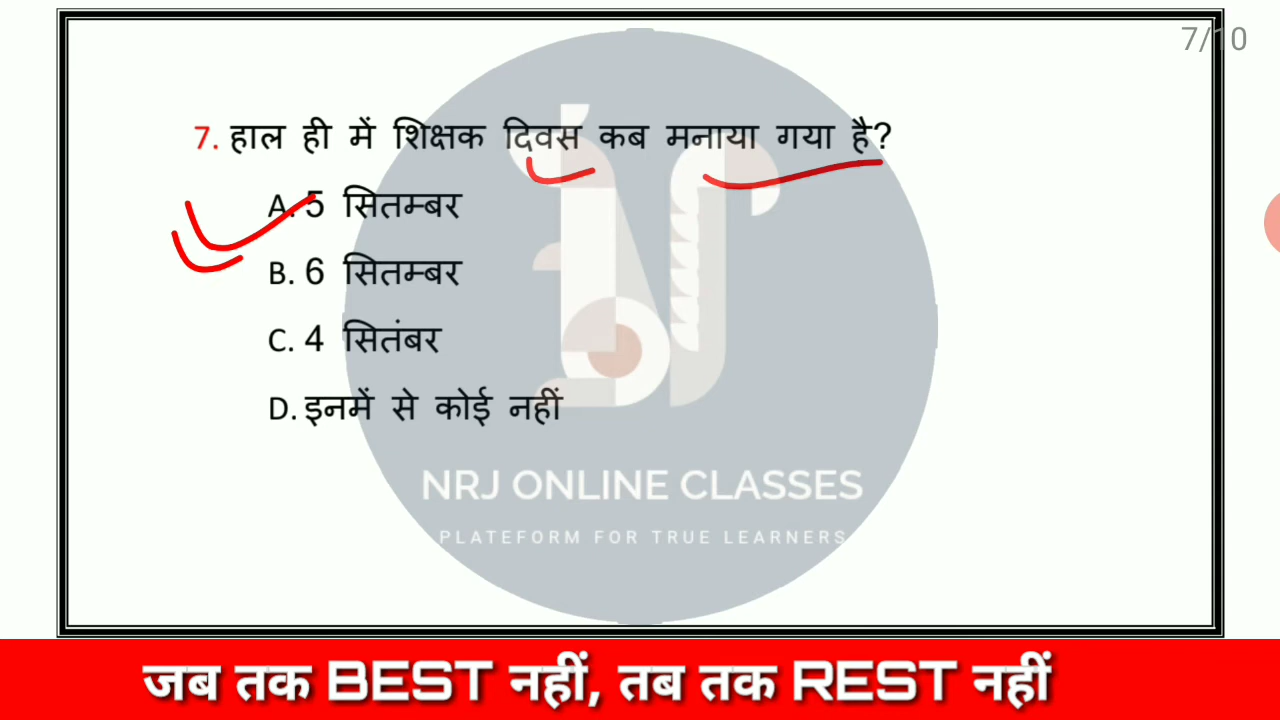 7/10
7. हाल ही में शिक्षक दिवस कब मनाया गया है?
A. 5 सितम्बर
B. 6 सितम्बर
C. 4 सितंबर
D. इनमें से कोई नहीं
NRJ ONLINE CLASSES
PLATEFORM FOR TRUE LEARNERS
जब तक BEST नहीं, तब तक REST नहीं